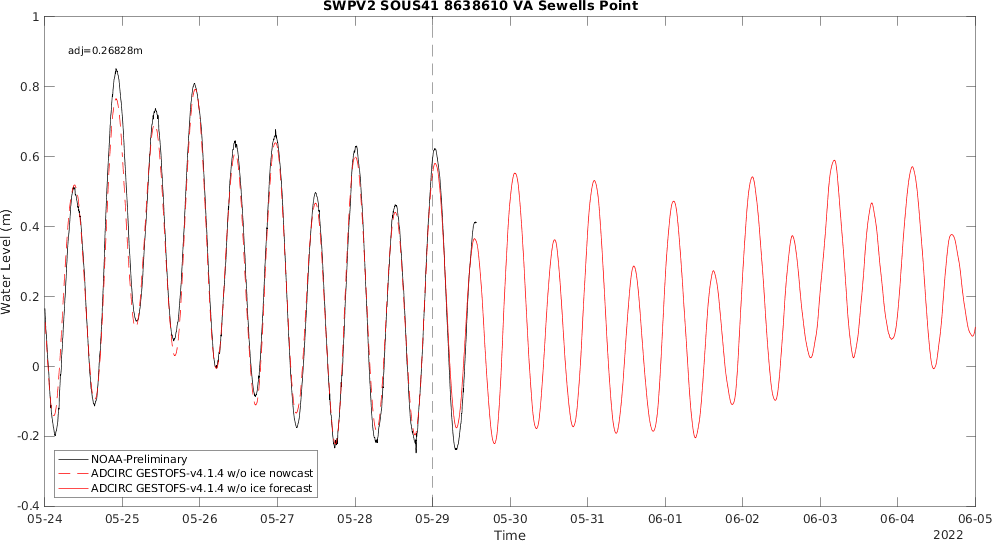 SWPV2 SOUS41 8638610 VA Sewells Point
adj=0.26828m
Water Level (m)
1
0.8
0.6
0.4
0.2
0
-0.2
-0.4
NOAA-Preliminary
ADCIRC GESTOFS-v4.1.4 w/o ice nowcast
ADCIRC GESTOFS-v4.1.4 w/o ice forecast
05-24 05-25 05-26 05-27 05-28 05-29 05-30 05-31 06-01 06-02 06-03 06-04 06-05
Time
2022